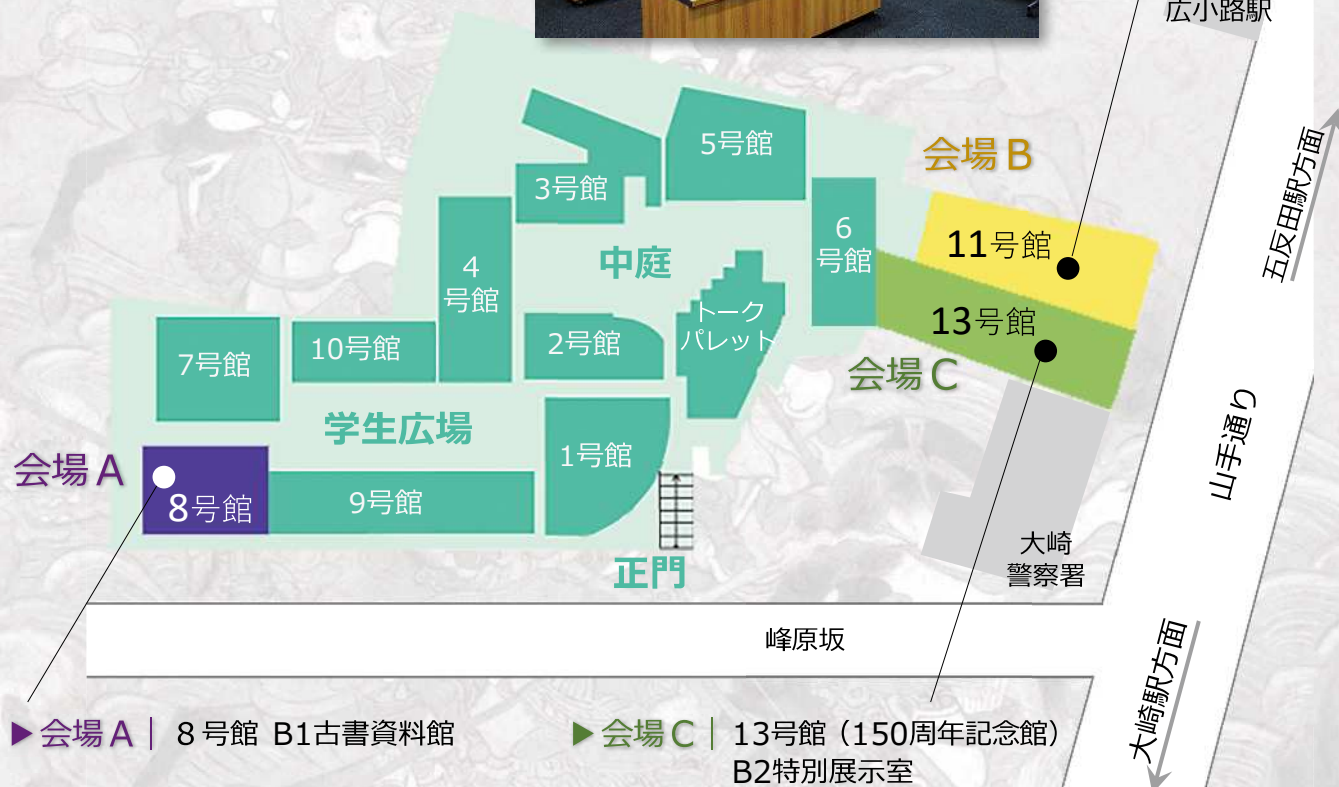 広小路駅
五反田駅方面
5号館
会場B
3号館
6
号館
11号館
中庭
4
号館
トーク
パレット
13号館
7号館
10号館
2号館
会場C
学生広場
山手通り
会場A
1号館
8号館
9号館
大崎
警察署
正門
峰原坂
大崎駅方面
▶会場A｜ 8号館 B1古書資料館
▶会場C｜ 13号館（150周年記念館）
B2特別展示室